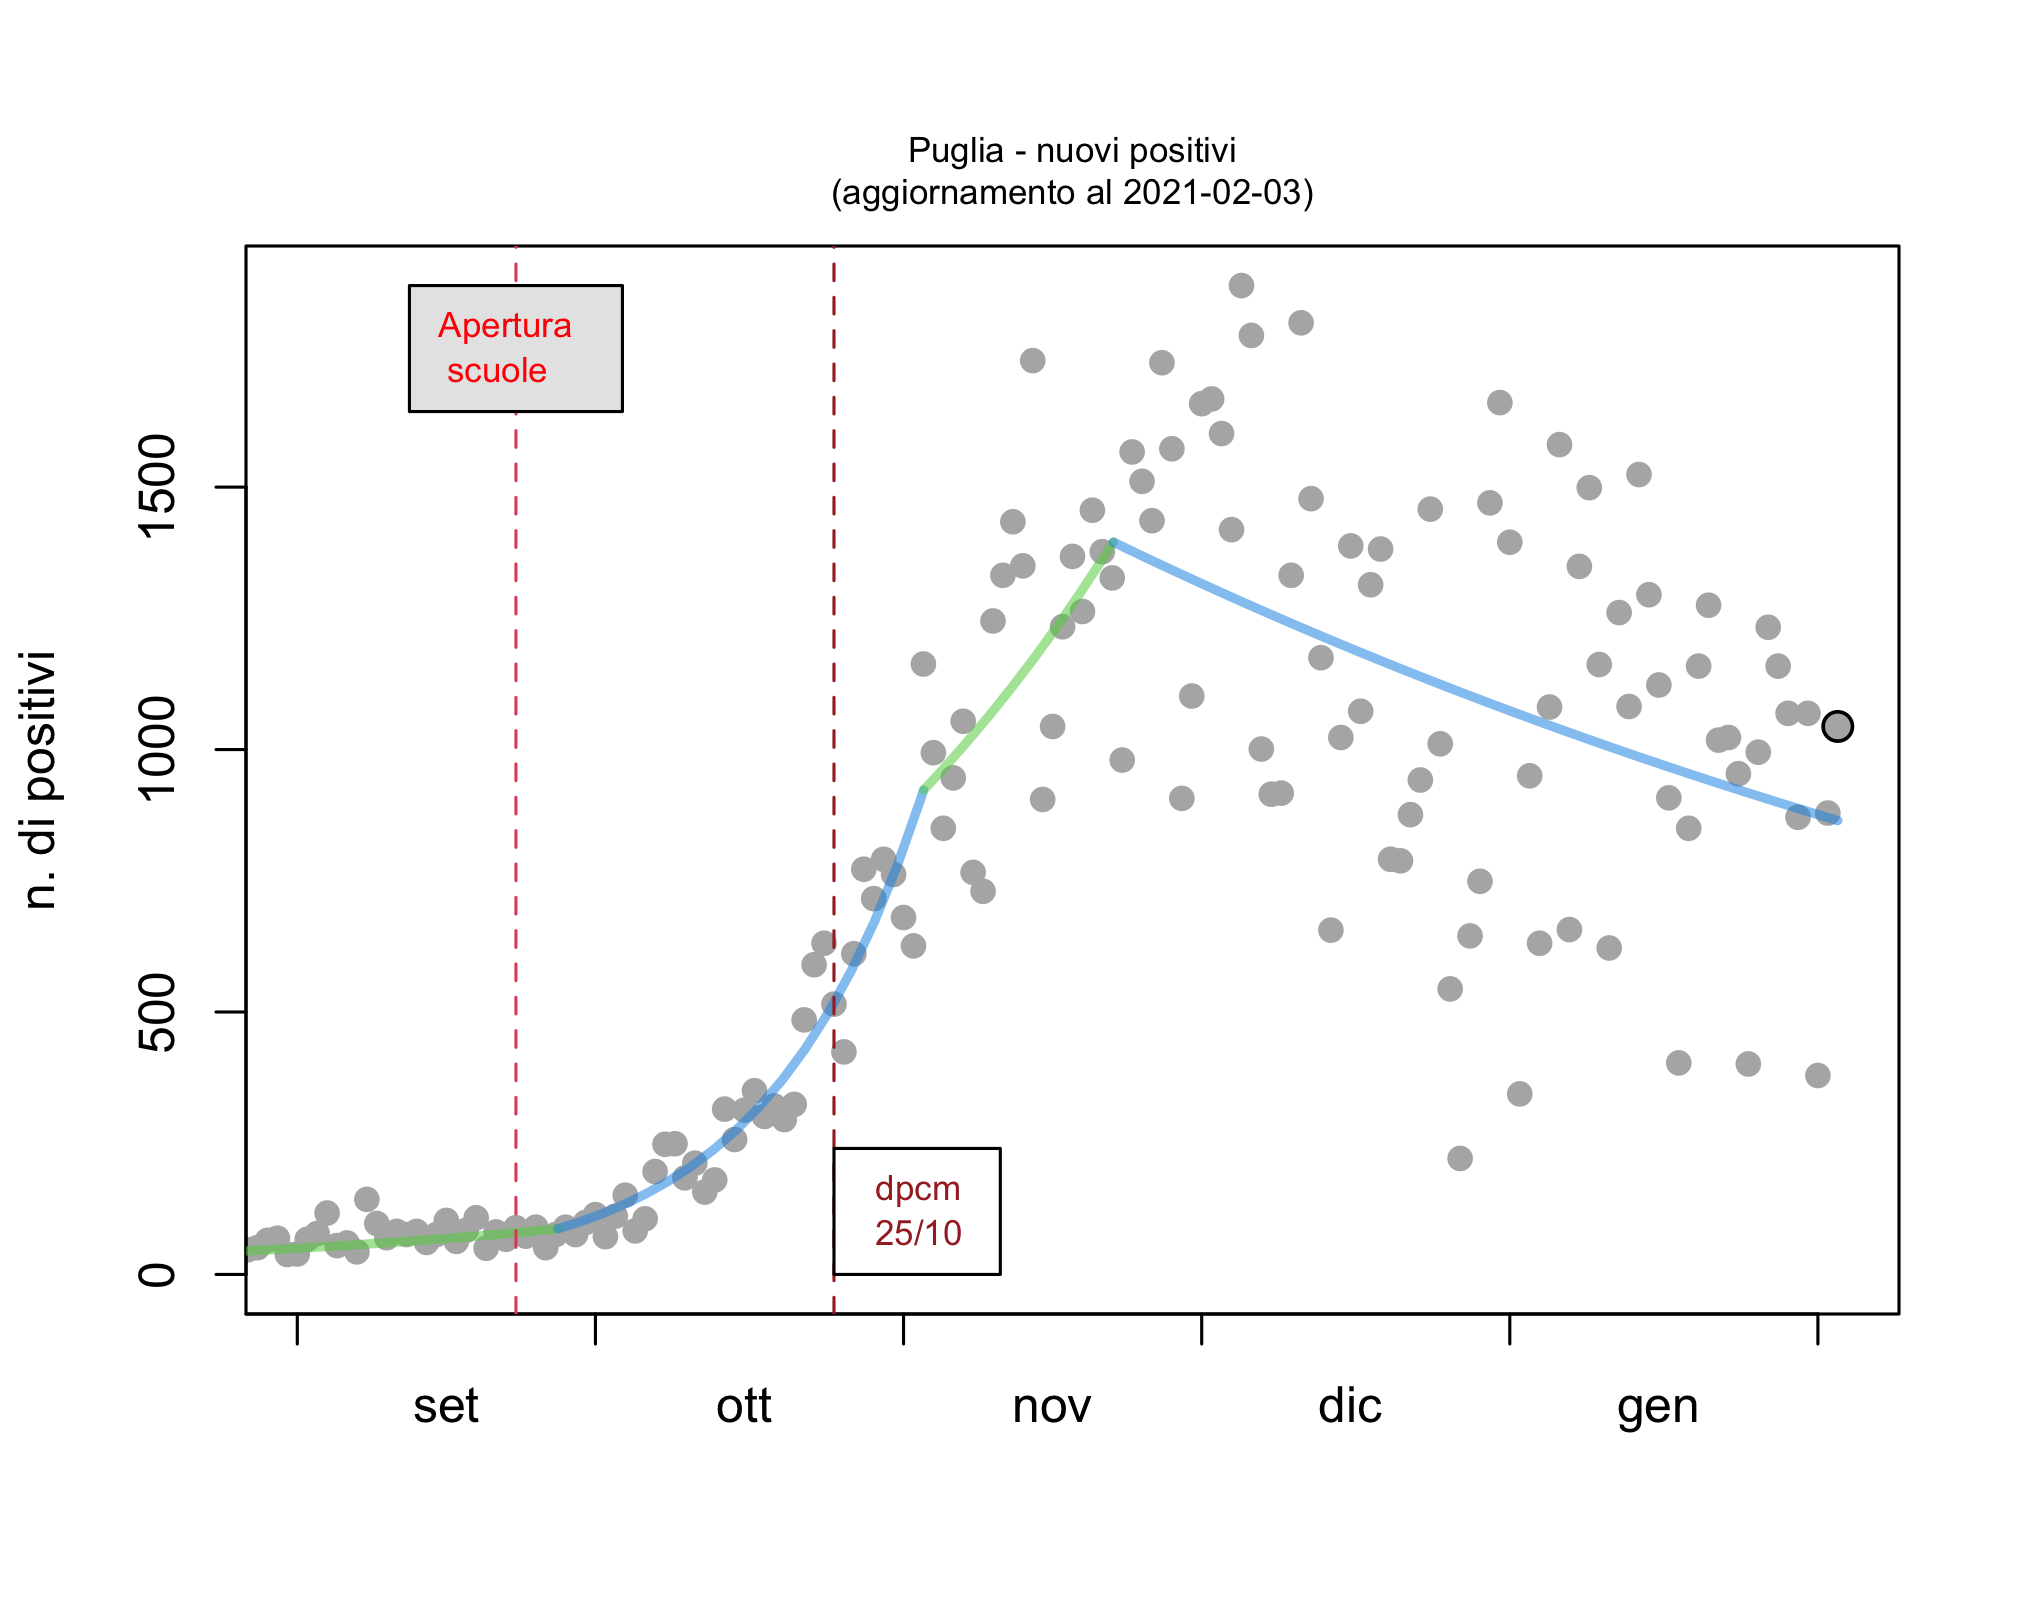 Puglia - nuovi positivi
(aggiornamento al 2021-02-03)
Apertura
scuole
n. di positivi
1500
1000
500
0
dpcm
25/10
set
ott
nov
dic
gen